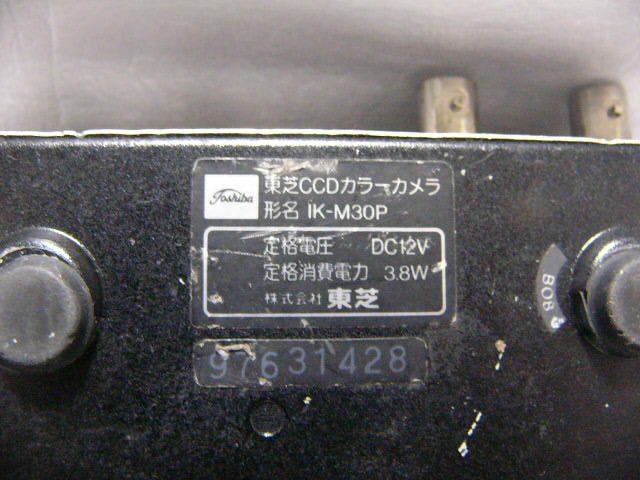 Toshiba
東芝CCDカラーカメラ
形名 IK-M30P
定格電圧 DC12V
定格消費電力 3.8W
株式会社 東芝
97631428
BOB